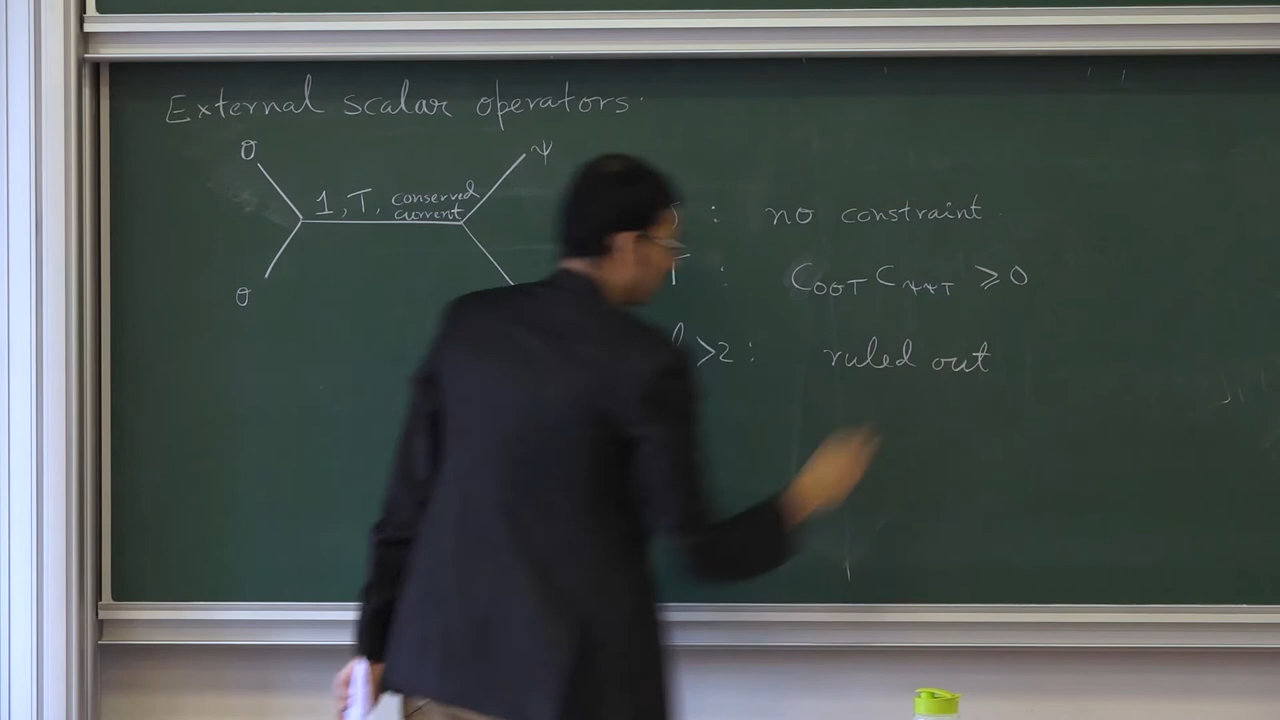 External scalar operators.
O ψ
1, T, conserved
current
O
: no constraint
T : C_OOT C_ψψT ⩾ 0
l >2 : ruled out